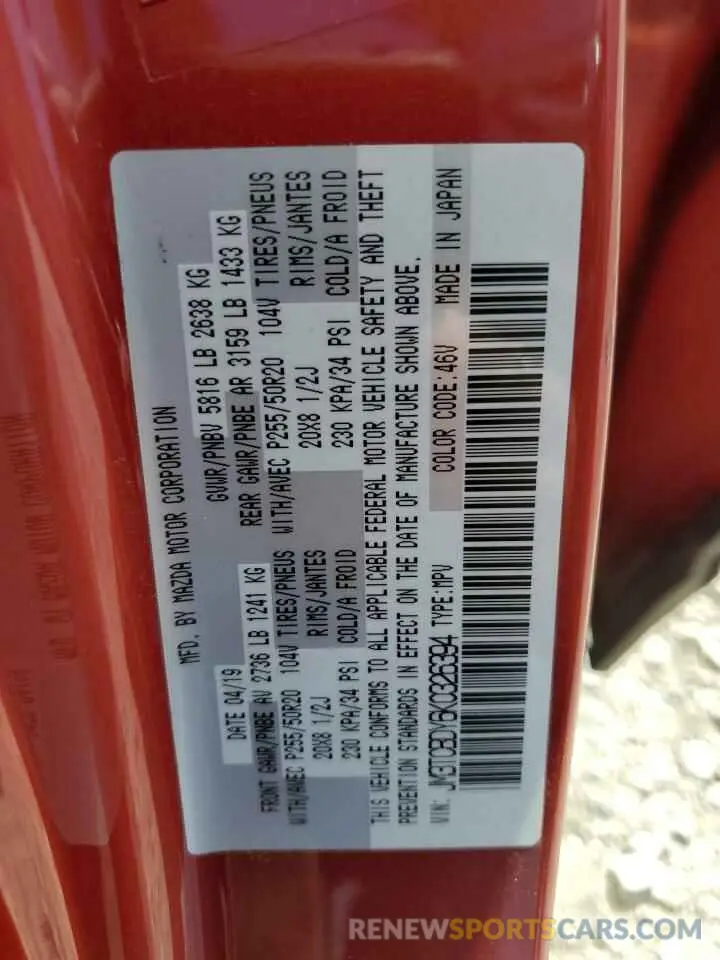 MFD. BY MAZDA MOTOR CORPORATION
DATE 04/19 GVWR/PNBV 5816 LB 2638 KG
FRONT GAWR/PNBE AV 2736 LB 1241 KG REAR GAWR/PNBE AR 3159 LB 1433 KG
WITH/AVEC P255/50R20 104V TIRES/PNEUS WITH/AVEC P255/50R20 104V TIRES/PNEUS
20X8 1/2J RIMS/JANTES 20X8 1/2J RIMS/JANTES
230 KPA/34 PSI COLD/A FROID 230 KPA/34 PSI COLD/A FROID
THIS VEHICLE CONFORMS TO ALL APPLICABLE FEDERAL MOTOR VEHICLE SAFETY AND THEFT
PREVENTION STANDARDS IN EFFECT ON THE DATE OF MANUFACTURE SHOWN ABOVE.
VIN: JM3TCBDY6K0326394 TYPE:MPV COLOR CODE:46V MADE IN JAPAN
RENEWSPORTSCARS.COM